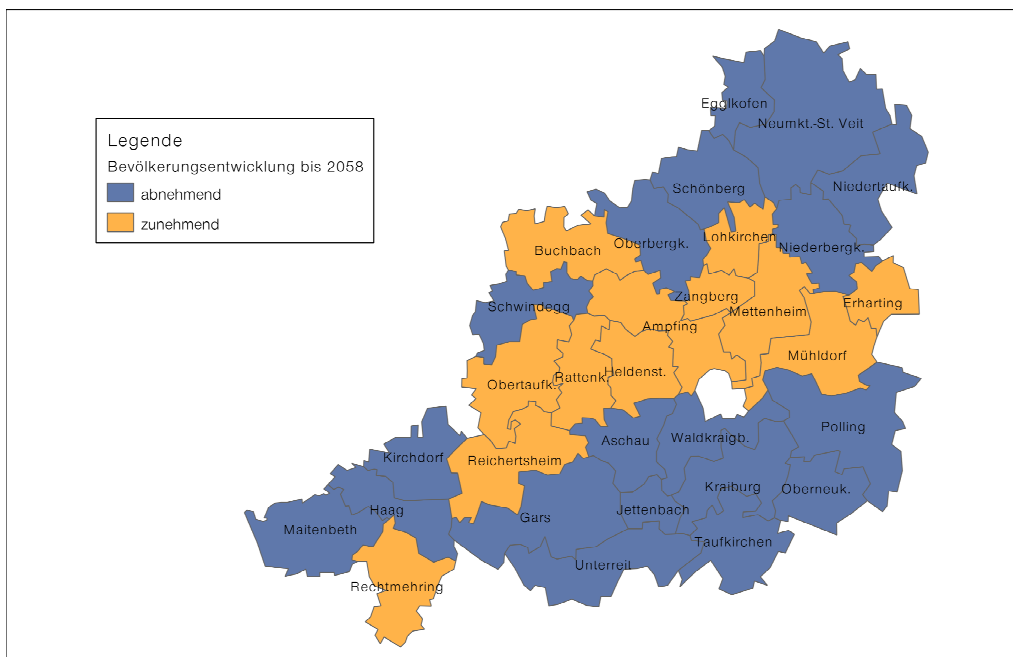 Legende
Bevölkerungsentwicklung bis 2058
abnehmend
zunehmend
Egglkofen
Neumkt.-St. Veit
Niedertaufk.
Schönberg
Oberbergk.
Lohkirchen
Niederbergk.
Buchbach
Schwindegg
Zangberg
Mettenheim
Erharting
Ampfing
Mühldorf
Obertaufk.
Rattenk.
Heldenst.
Aschau
Waldkraigb.
Polling
Kirchdorf
Reichertsheim
Kraiburg
Oberneuk.
Haag
Jettenbach
Gars
Maitenbeth
Taufkirchen
Unterreit
Rechtmehring